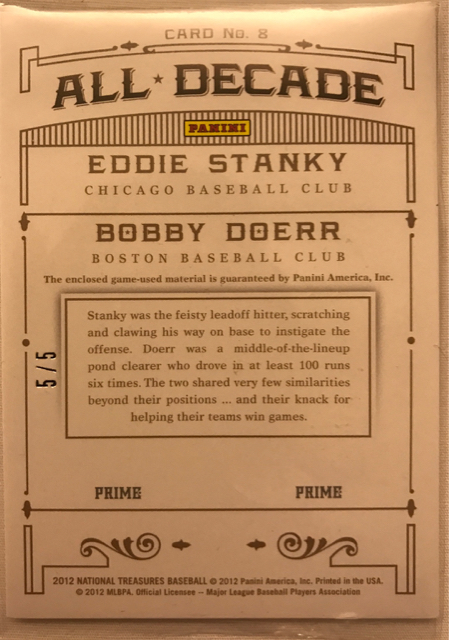 CARD No. 8
ALL ★ DECADE
PANINI
EDDIE STANKY
CHICAGO BASEBALL CLUB
BOBBY DOERR
BOSTON BASEBALL CLUB
The enclosed game-used material is guaranteed by Panini America, Inc.
Stanky was the feisty leadoff hitter, scratching
and clawing his way on base to instigate the
offense. Doerr was a middle-of-the-lineup
pond clearer who drove in at least 100 runs
six times. The two shared very few similarities
beyond their positions ... and their knack for
helping their teams win games.
5/5
PRIME PRIME
2012 NATIONAL TREASURES BASEBALL © 2012 Panini America, Inc. Printed in the USA.
© 2012 MLBPA. Official Licensee – Major League Baseball Players Association